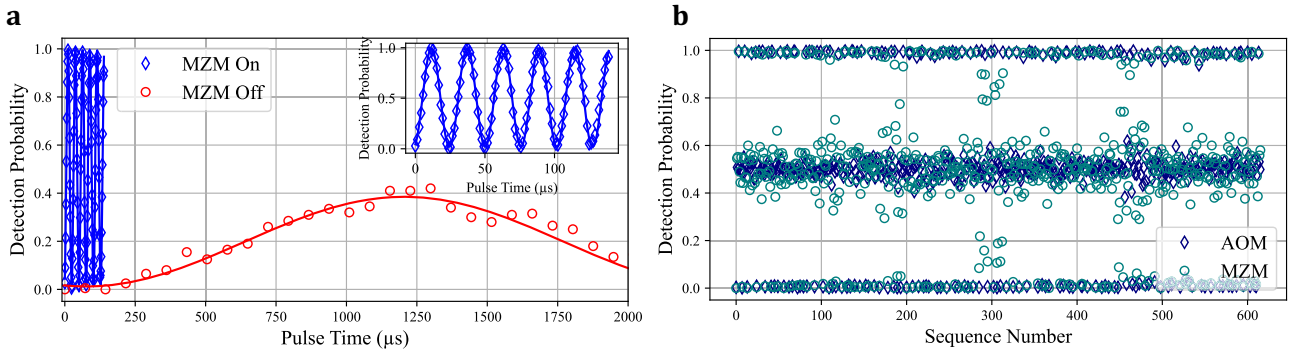 a
Detection Probability
1.0
0.8
0.6
0.4
0.2
0.0
MZM On
MZM Off
Detection Probability
1.0
0.5
0.0
0
50
100
Pulse Time (µs)
0
250
500
750
1000
1250
1500
1750
2000
Pulse Time (µs)
b
Detection Probability
1.0
0.8
0.6
0.4
0.2
0.0
AOM
MZM
0
100
200
300
400
500
600
Sequence Number